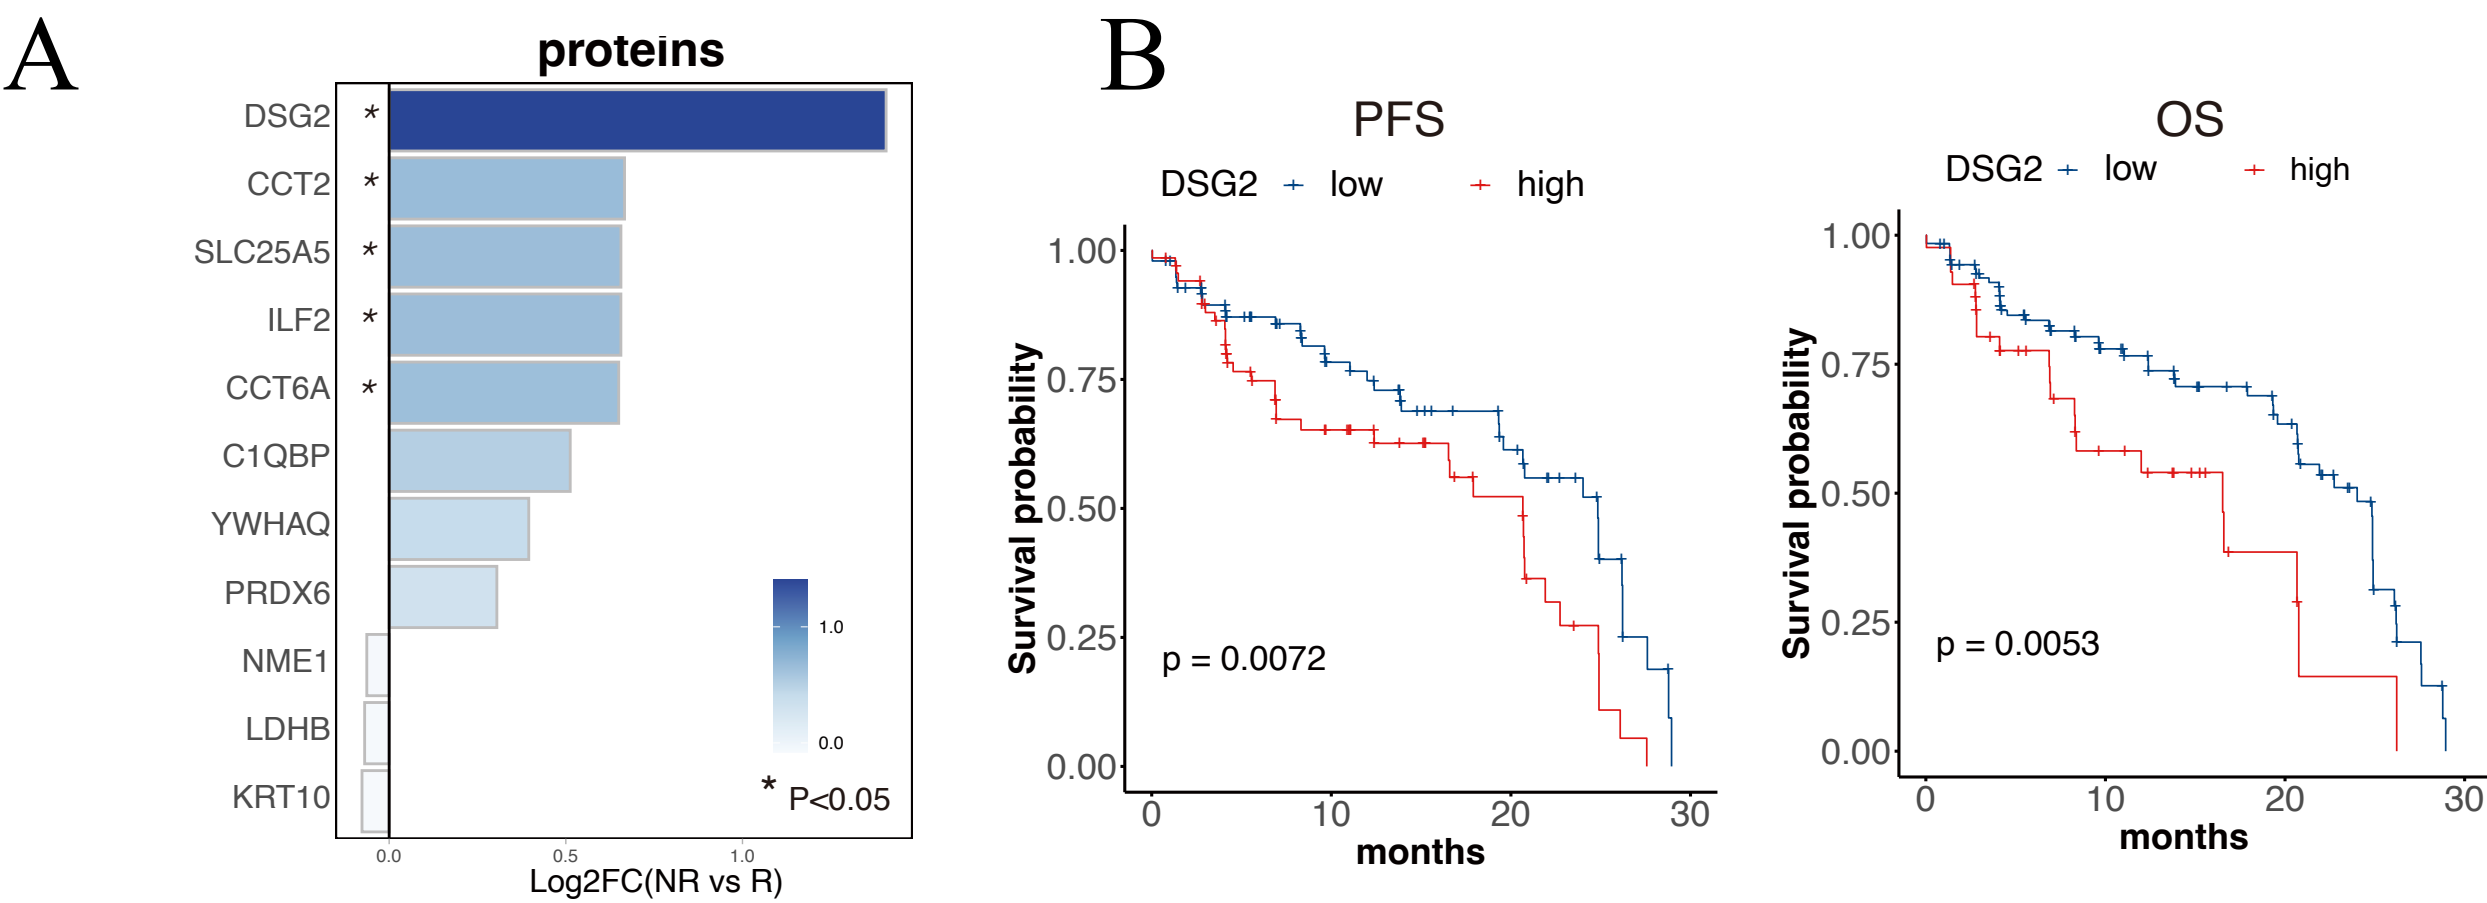 A
proteins
DSG2 *
CCT2 *
SLC25A5 *
ILF2 *
CCT6A *
C1QBP
YWHAQ
PRDX6
NME1
LDHB
KRT10
1.0
0.0
* P<0.05
0.0 0.5 1.0
Log2FC(NR vs R)
B
PFS
DSG2 low high
Survival probability
1.00
0.75
0.50
0.25
0.00
p = 0.0072
0 10 20 30
months
OS
DSG2 low high
Survival probability
1.00
0.75
0.50
0.25
0.00
p = 0.0053
0 10 20 30
months